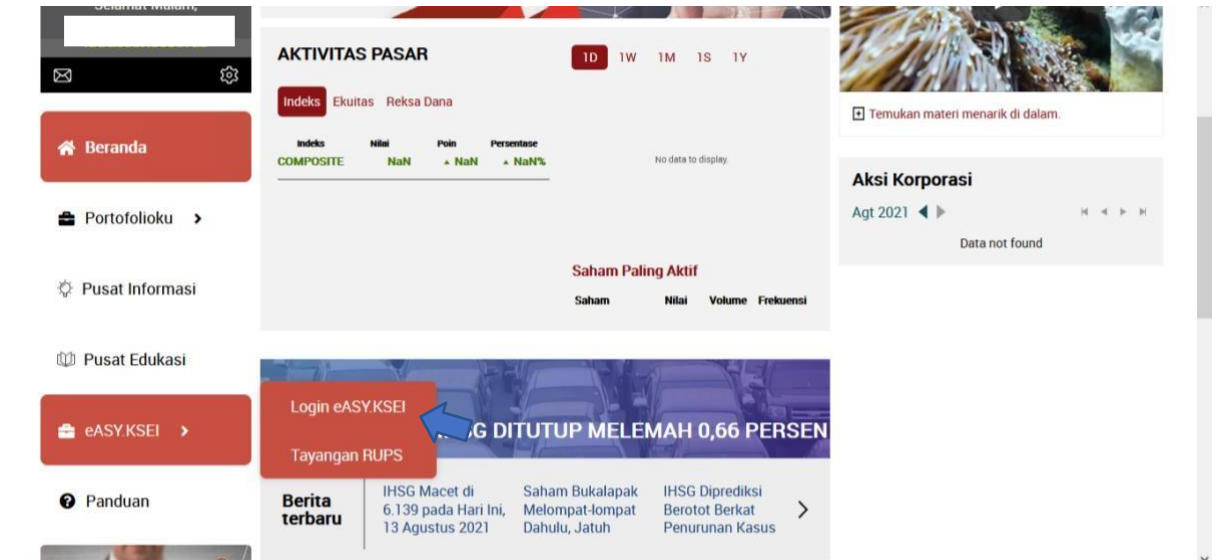 Selamat Malam,
Beranda
Portofolioku
Pusat Informasi
Pusat Edukasi
eASY.KSEI
Panduan
AKTIVITAS PASAR
1D 1W 1M 1S 1Y
Indeks Ekuitas Reksa Dana
Indeks Nilai Poin Persentase
COMPOSITE NaN NaN NaN%
No data to display.
Saham Paling Aktif
Saham Nilai Volume Frekuensi
Login eASY.KSEI
Tayangan RUPS
SG DITUTUP MELEMAH 0,66 PERSEN
Berita
terbaru
IHSG Macet di
6.139 pada Hari Ini,
13 Agustus 2021
Saham Bukalapak
Melompat-lompat
Dahulu, Jatuh
IHSG Diprediksi
Berotot Berkat
Penurunan Kasus
Temukan materi menarik di dalam.
Aksi Korporasi
Agt 2021
Data not found